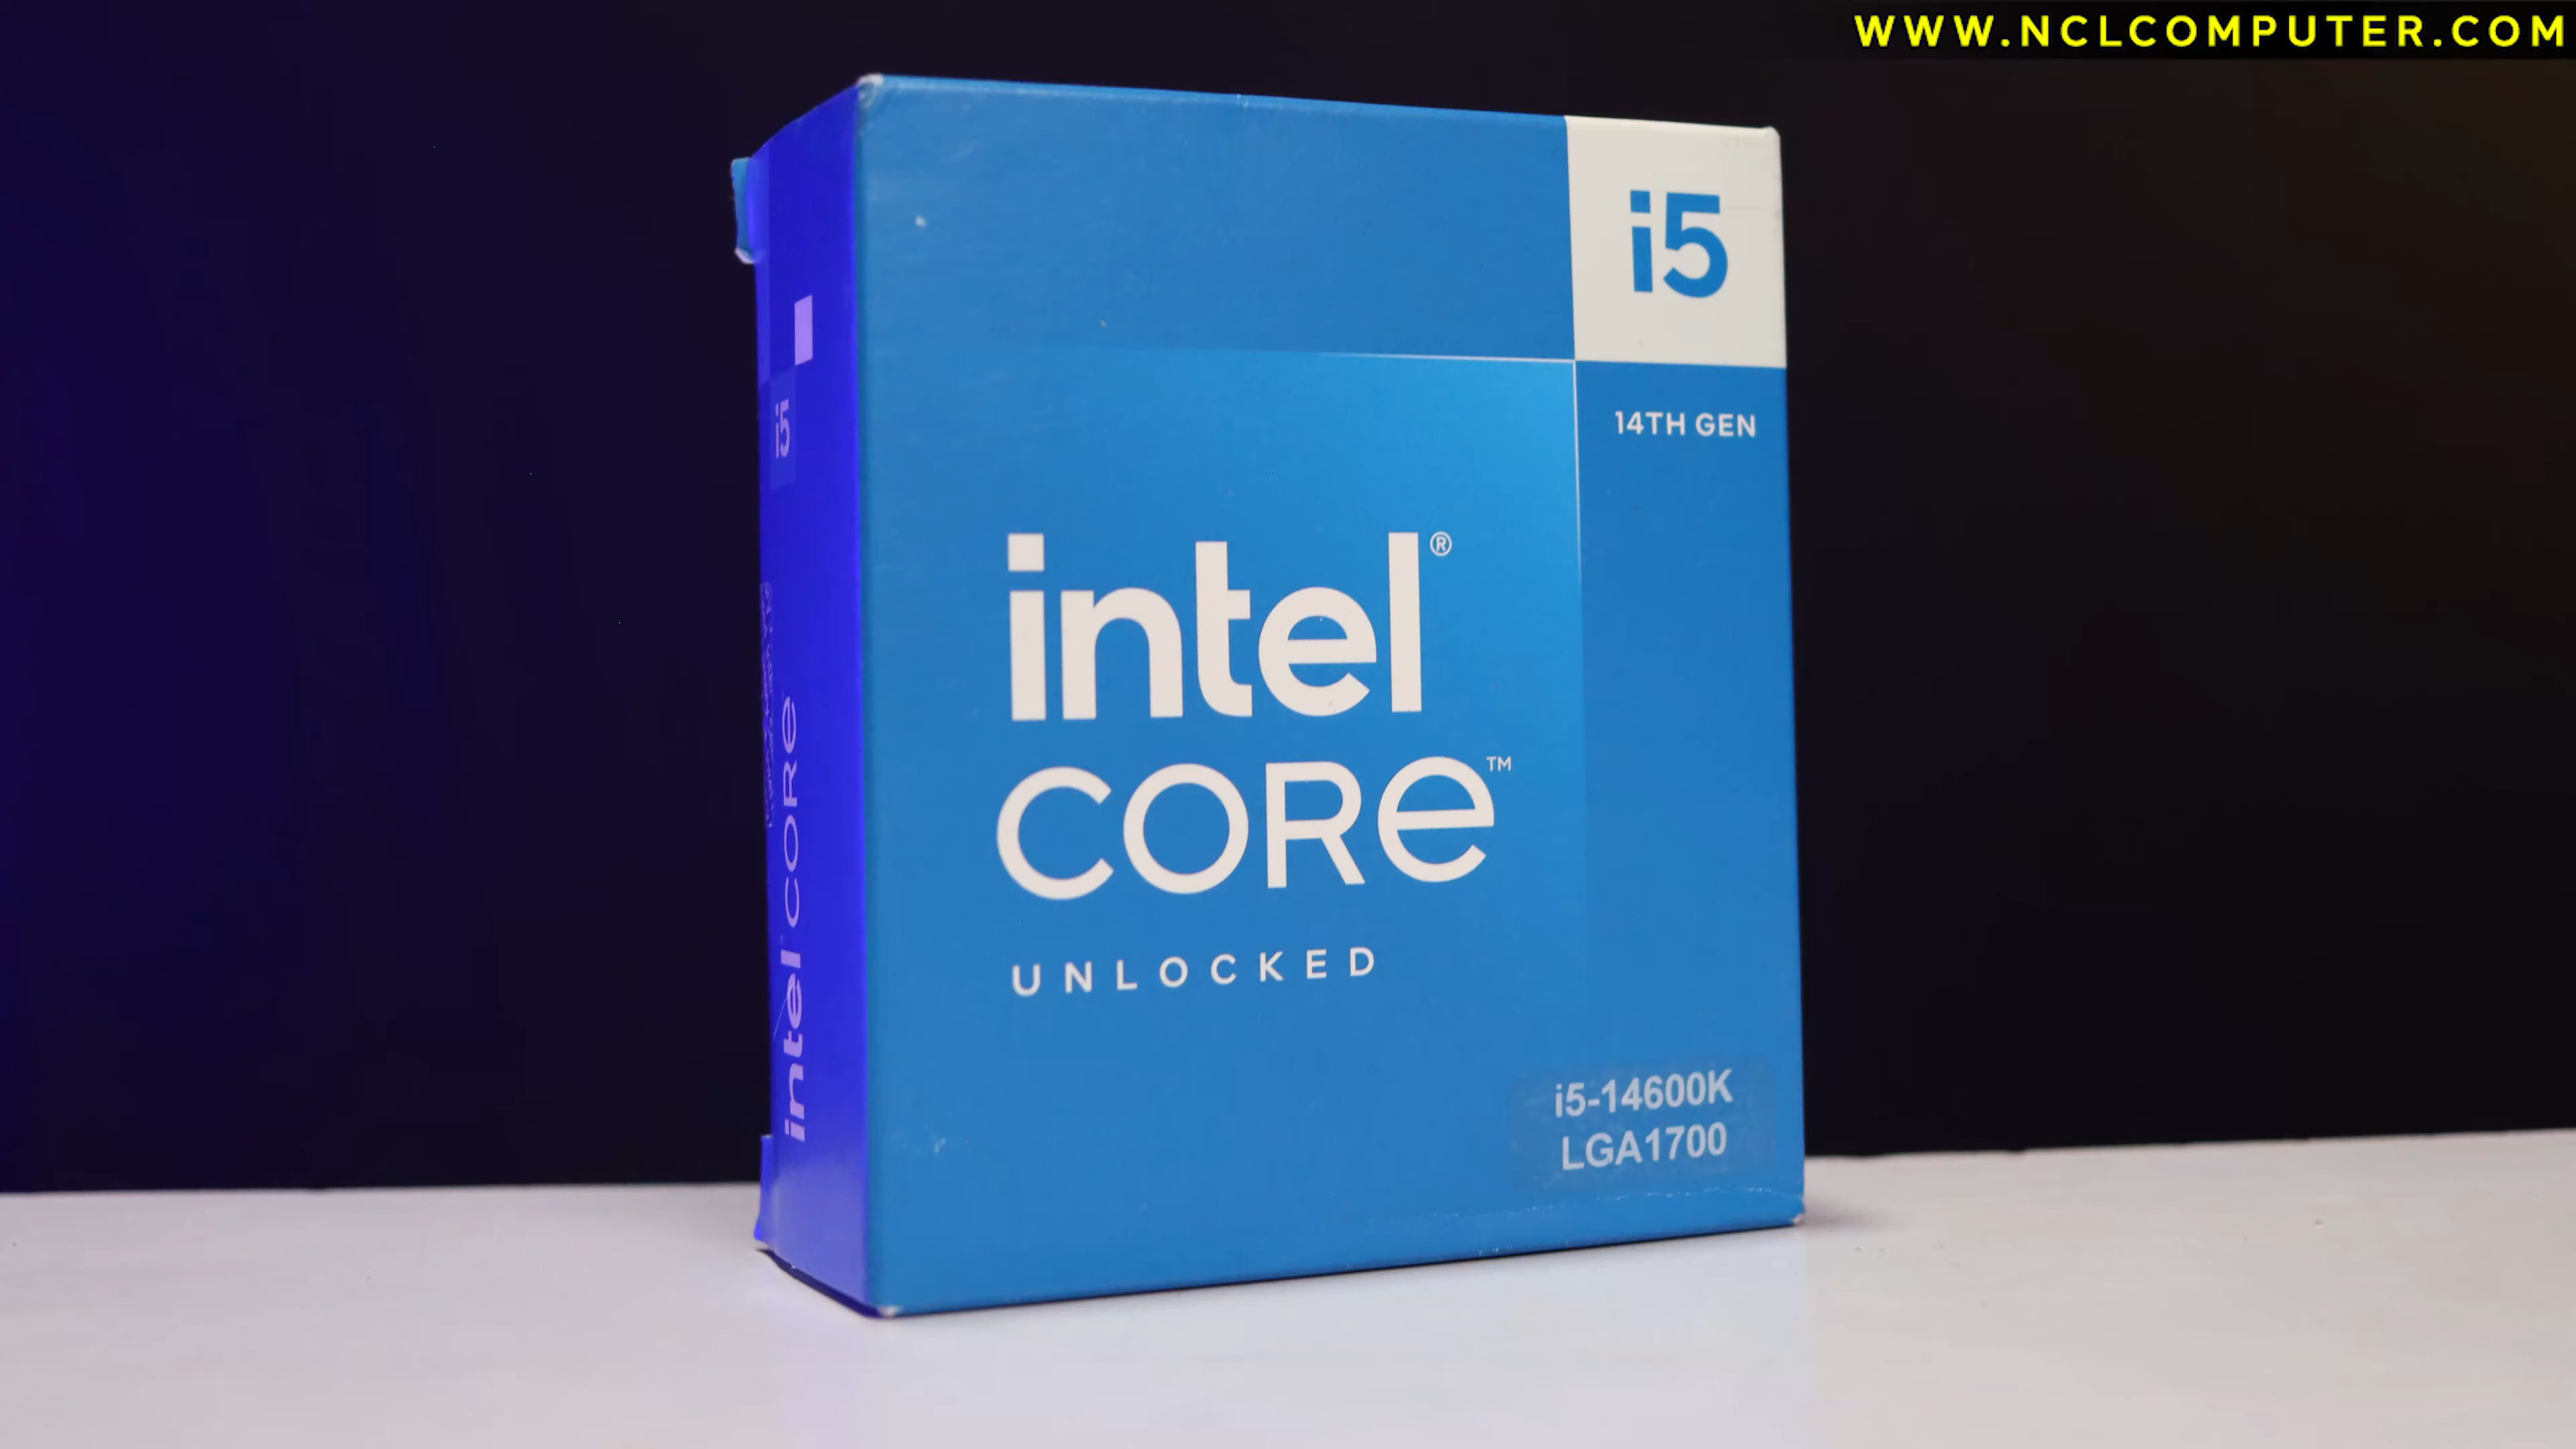 WWW.NCLCOMPUTER.COM
i5
14TH GEN
intel®
CORE™
UNLOCKED
i5-14600K
LGA1700
i5
intel CORE